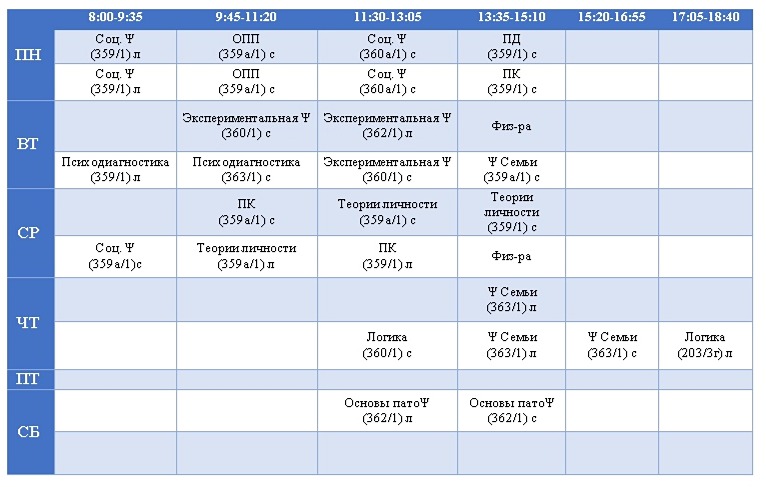 8:00-9:35 9:45-11:20 11:30-13:05 13:35-15:10 15:20-16:55 17:05-18:40
ПН
Соц. Ψ ОПП Соц. Ψ ПД
(359/1) л (359а/1) с (360а/1) с (359/1) с
Соц. Ψ ОПП Соц. Ψ ПК
(359/1) л (359а/1) с (360а/1) с (359/1) с
ВТ
Экспериментальная Ψ Экспериментальная Ψ Физ-ра
(360/1) с (362/1) л
Психодиагностика Психодиагностика Экспериментальная Ψ Ψ Семьи
(359/1) л (363/1) с (360/1) с (359а/1) с
СР
ПК Теории личности Теории
(359а/1) с (359а/1) с личности
(359/1) с
Соц. Ψ Теории личности ПК Физ-ра
(359а/1)с (359а/1) л (359/1) л
ЧТ
Ψ Семьи
(363/1) л
Логика Ψ Семьи Ψ Семьи Логика
(360/1) с (363/1) л (363/1) с (203/3г) л
ПТ
СБ
Основы патоΨ Основы патоΨ
(362/1) л (362/1) с